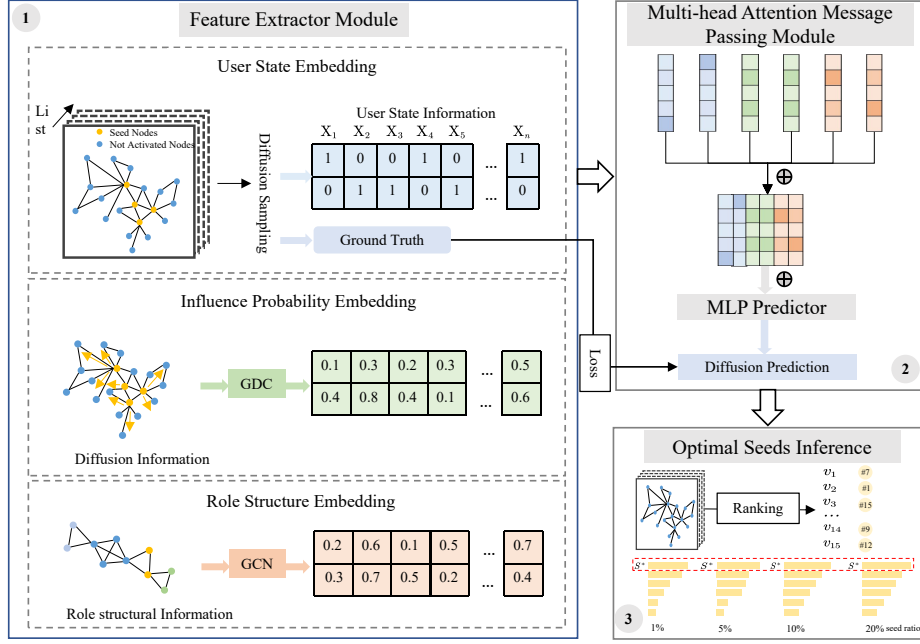 1
Feature Extractor Module
User State Embedding
Li
st
Seed Nodes
Not Activated Nodes
Diffusion Sampling
User State Information
X1 X2 X3 X4 X5 Xn
1 0 0 1 0 ... 1
0 1 1 0 1 ... 0
Ground Truth
Influence Probability Embedding
GDC
0.1 0.3 0.2 0.3 ... 0.5
0.4 0.8 0.4 0.1 ... 0.6
Diffusion Information
Role Structure Embedding
GCN
0.2 0.6 0.1 0.5 ... 0.7
0.3 0.7 0.5 0.2 ... 0.4
Role structural Information
Loss
Multi-head Attention Message
Passing Module
MLP Predictor
Diffusion Prediction
2
Optimal Seeds Inference
Ranking
v1 #7
v2 #1
v3 #15
...
v14 #9
v15 #12
S* S* S* S*
3
1% 5% 10% 20% seed ratio